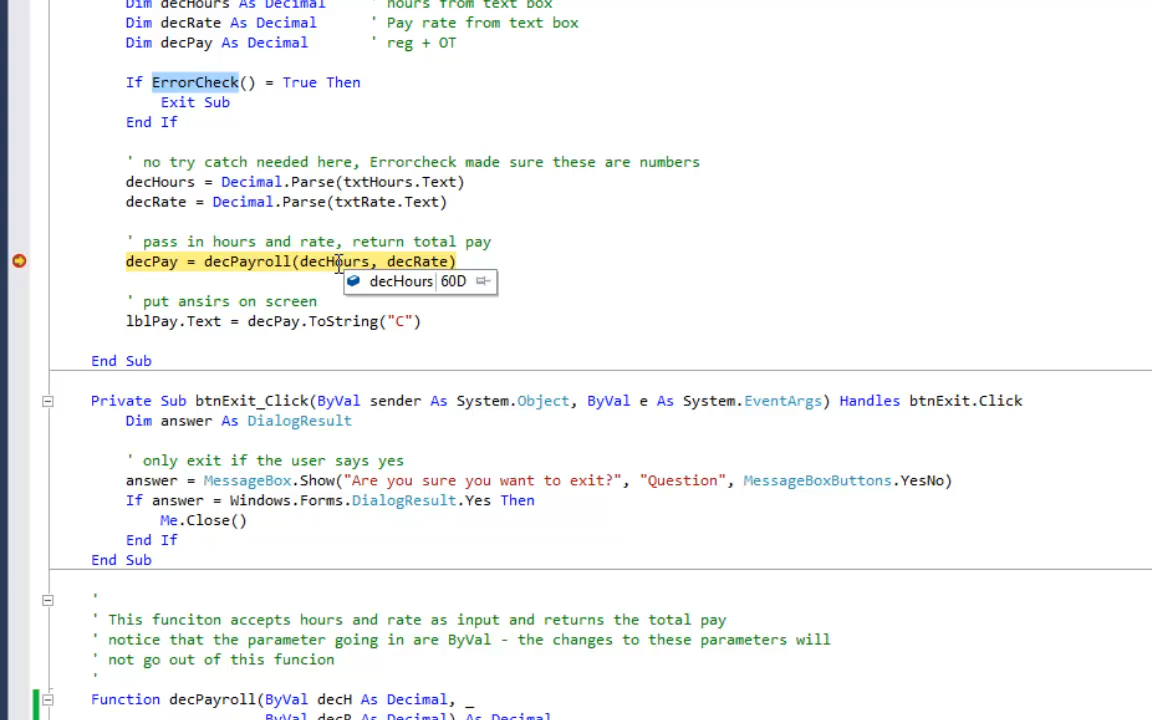 Dim decHours As Decimal ' hours from text box
Dim decRate As Decimal ' Pay rate from text box
Dim decPay As Decimal ' reg + OT
If ErrorCheck() = True Then
Exit Sub
End If
' no try catch needed here, Errorcheck made sure these are numbers
decHours = Decimal.Parse(txtHours.Text)
decRate = Decimal.Parse(txtRate.Text)
' pass in hours and rate, return total pay
decPay = decPayroll(decHours, decRate)
decHours 60D
' put ansirs on screen
lblPay.Text = decPay.ToString("C")
End Sub
Private Sub btnExit_Click(ByVal sender As System.Object, ByVal e As System.EventArgs) Handles btnExit.Click
Dim answer As DialogResult
' only exit if the user says yes
answer = MessageBox.Show("Are you sure you want to exit?", "Question", MessageBoxButtons.YesNo)
If answer = Windows.Forms.DialogResult.Yes Then
Me.Close()
End If
End Sub
'
' This funciton accepts hours and rate as input and returns the total pay
' notice that the parameter going in are ByVal - the changes to these parameters will
' not go out of this funcion
'
Function decPayroll(ByVal decH As Decimal, _
ByVal decR As Decimal) As Decimal